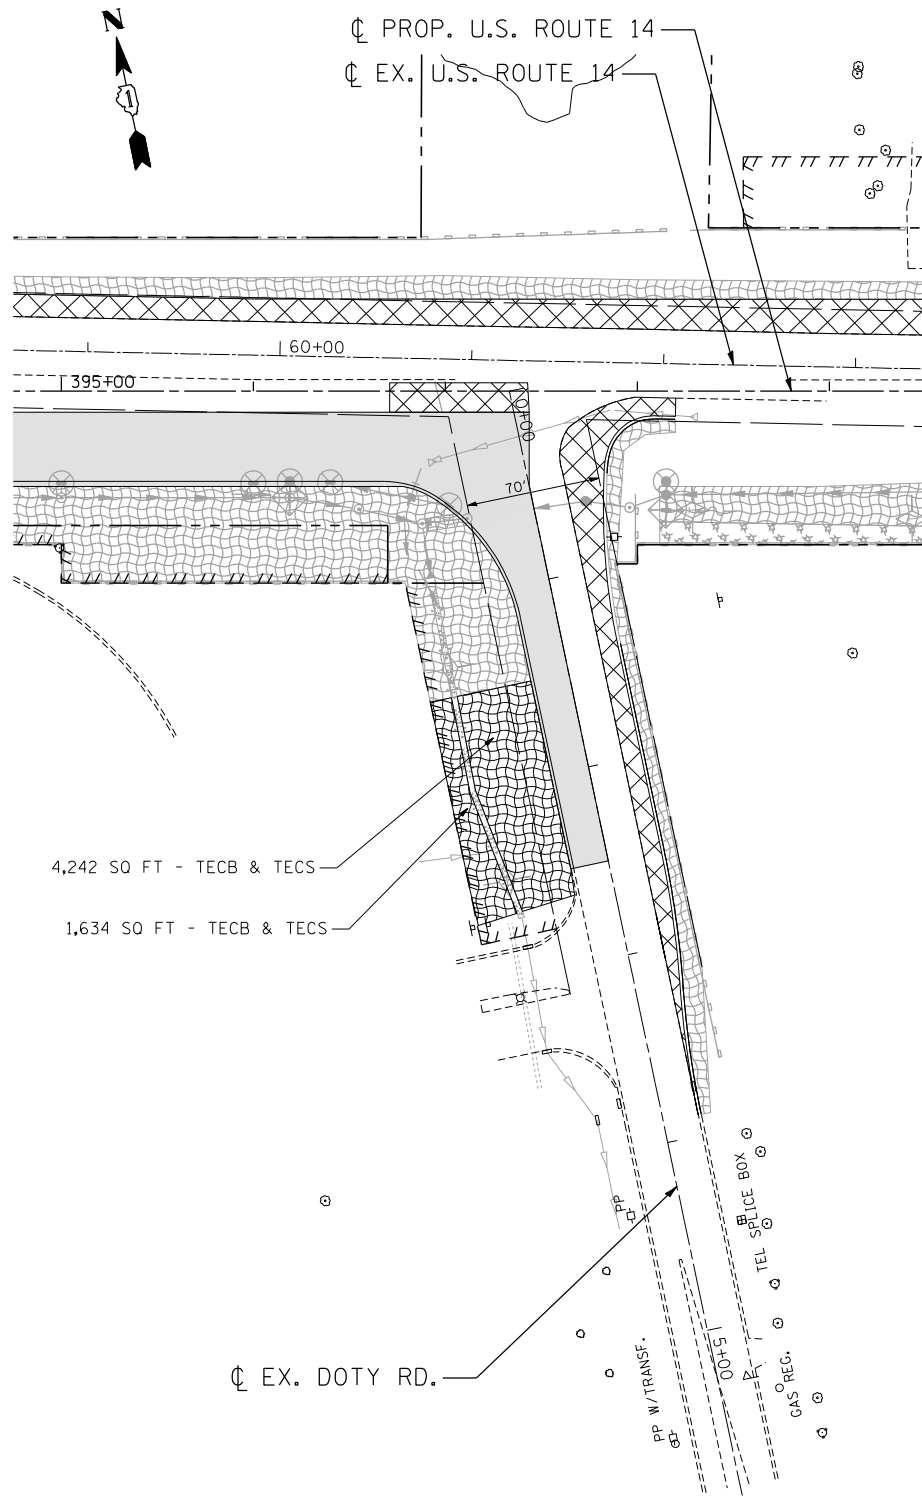 N
1
℄ PROP. U.S. ROUTE 14
℄ EX. U.S. ROUTE 14
60+00
395+00
0+00
70'
4,242 SQ FT - TECB & TECS
1,634 SQ FT - TECB & TECS
PP
TEL SPLICE BOX
℄ EX. DOTY RD.
5+00
PP W/TRANSF.
GAS REG.